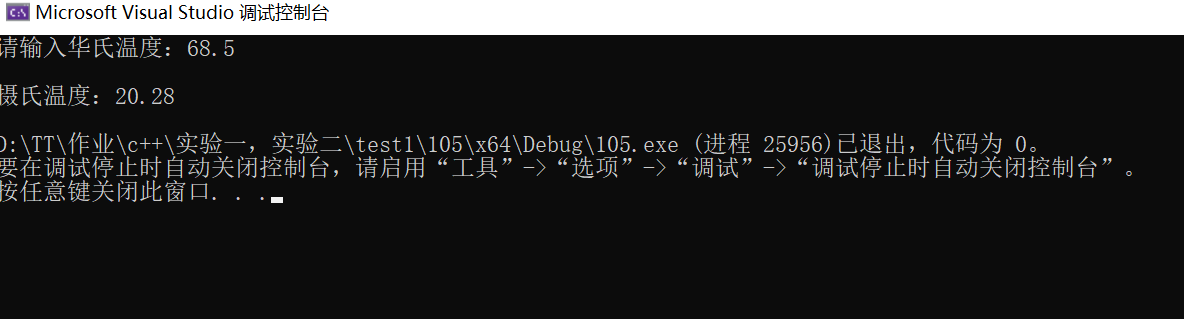 Microsoft Visual Studio 调试控制台
请输入华氏温度：68.5
摄氏温度：20.28
D:\TT\作业\c++\实验一，实验二\test1\105\x64\Debug\105.exe (进程 25956)已退出，代码为 0。
要在调试停止时自动关闭控制台，请启用“工具”->“选项”->“调试”->“调试停止时自动关闭控制台”。
按任意键关闭此窗口. . .